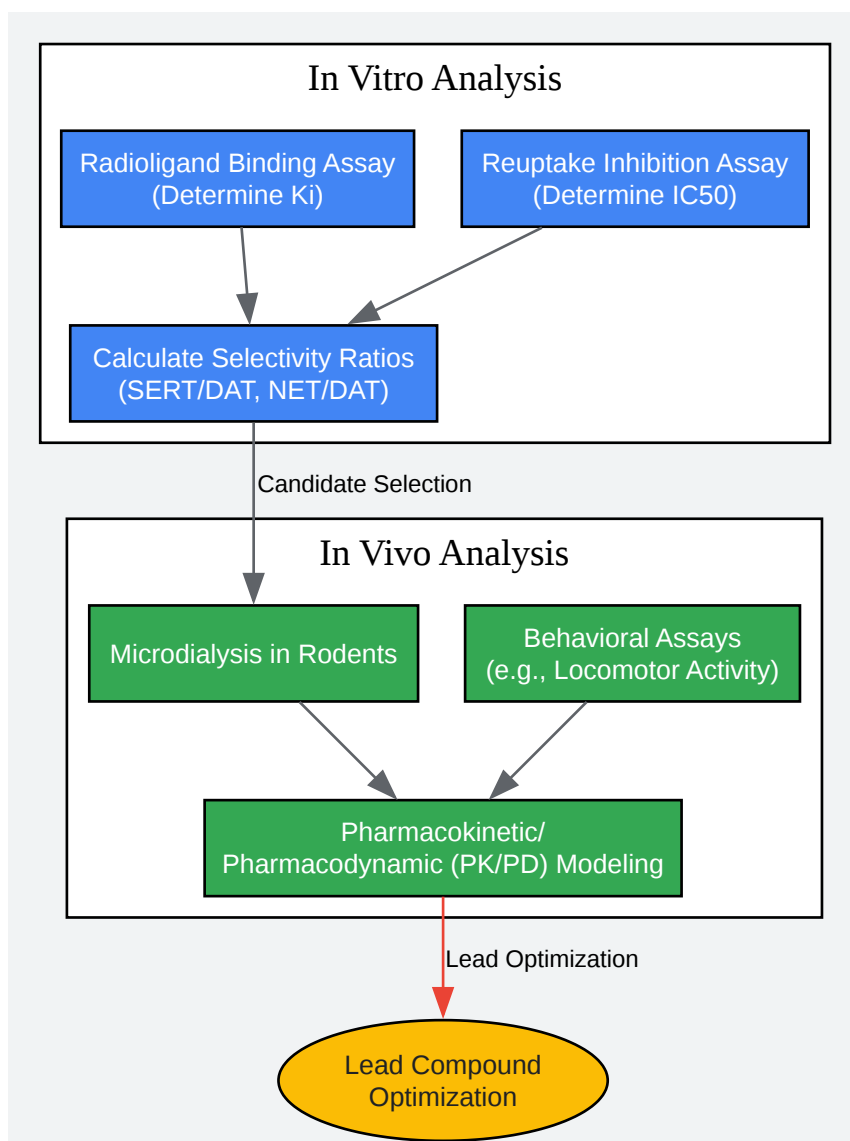 In Vitro Analysis
Radioligand Binding Assay
(Determine Ki)
Reuptake Inhibition Assay
(Determine IC50)
Calculate Selectivity Ratios
(SERT/DAT, NET/DAT)
Candidate Selection
In Vivo Analysis
Microdialysis in Rodents
Behavioral Assays
(e.g., Locomotor Activity)
Pharmacokinetic/
Pharmacodynamic (PK/PD) Modeling
Lead Optimization
Lead Compound
Optimization